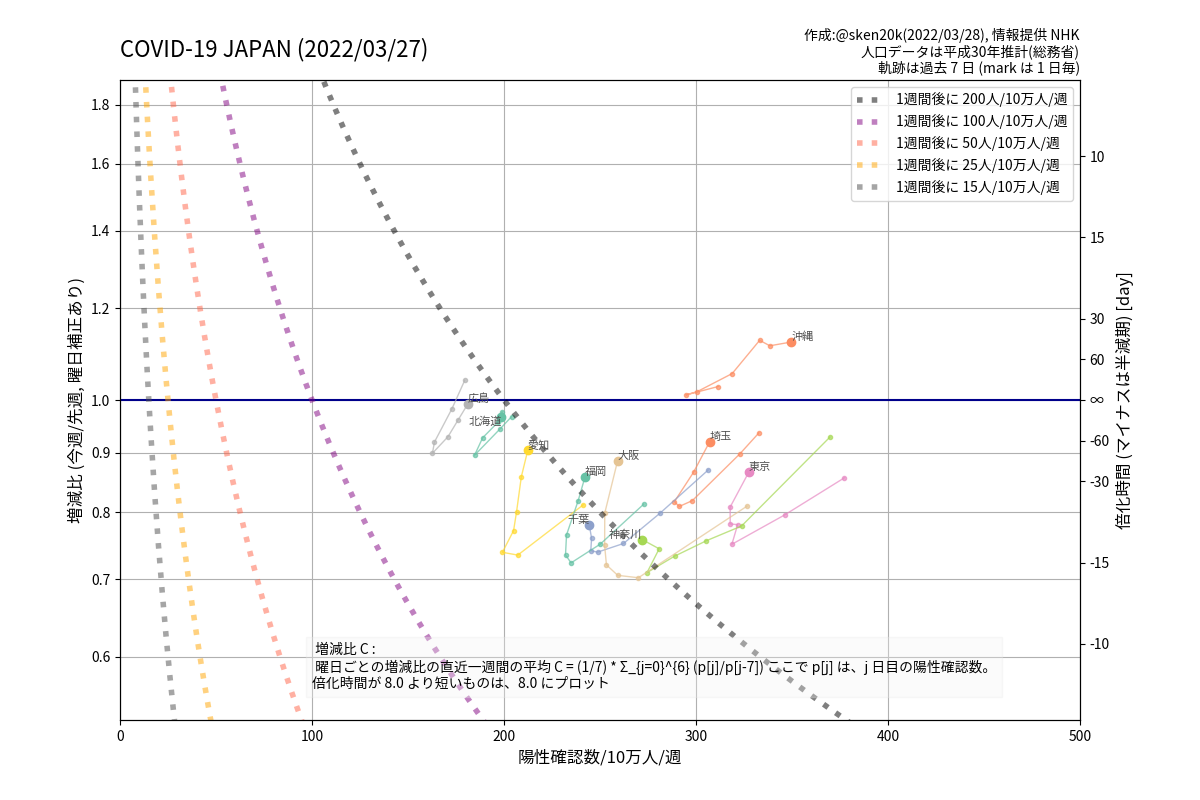 COVID-19 JAPAN (2022/03/27)
作成:@sken20k(2022/03/28), 情報提供 NHK
人口データは平成30年推計(総務省)
軌跡は過去 7 日 (mark は 1 日毎)
1週間後に 200人/10万人/週
1週間後に 100人/10万人/週
1週間後に 50人/10万人/週
1週間後に 25人/10万人/週
1週間後に 15人/10万人/週
増減比 (今週/先週, 曜日補正あり)
1.8
1.6
1.4
1.2
1.0
0.9
0.8
0.7
0.6
10
15
30
60
∞
-60
-30
-15
-10
倍化時間 (マイナスは半減期) [day]
沖縄
広島
北海道
愛知
埼玉
大阪
東京
福岡
千葉
神奈川
増減比 C :
曜日ごとの増減比の直近一週間の平均 C = (1/7) * Σ_{j=0}^{6} (p[j]/p[j-7]) ここで p[j] は、j 日目の陽性確認数。
倍化時間が 8.0 より短いものは、8.0 にプロット
0
100
200
300
400
500
陽性確認数/10万人/週